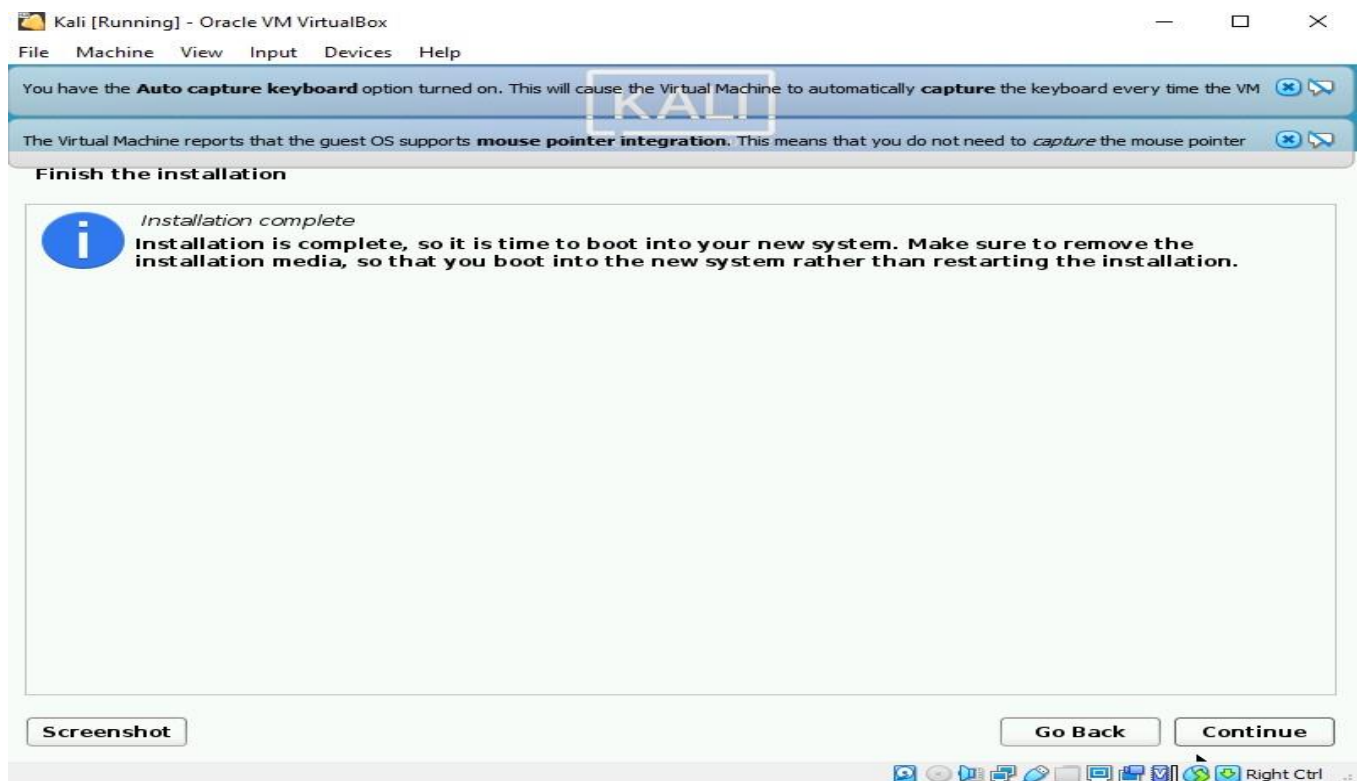 Kali [Running] - Oracle VM VirtualBox
File Machine View Input Devices Help
You have the Auto capture keyboard option turned on. This will cause the Virtual Machine to automatically capture the keyboard every time the VM
KALI
The Virtual Machine reports that the guest OS supports mouse pointer integration. This means that you do not need to capture the mouse pointer
Finish the installation
Installation complete
Installation is complete, so it is time to boot into your new system. Make sure to remove the
installation media, so that you boot into the new system rather than restarting the installation.
Screenshot Go Back Continue
Right Ctrl